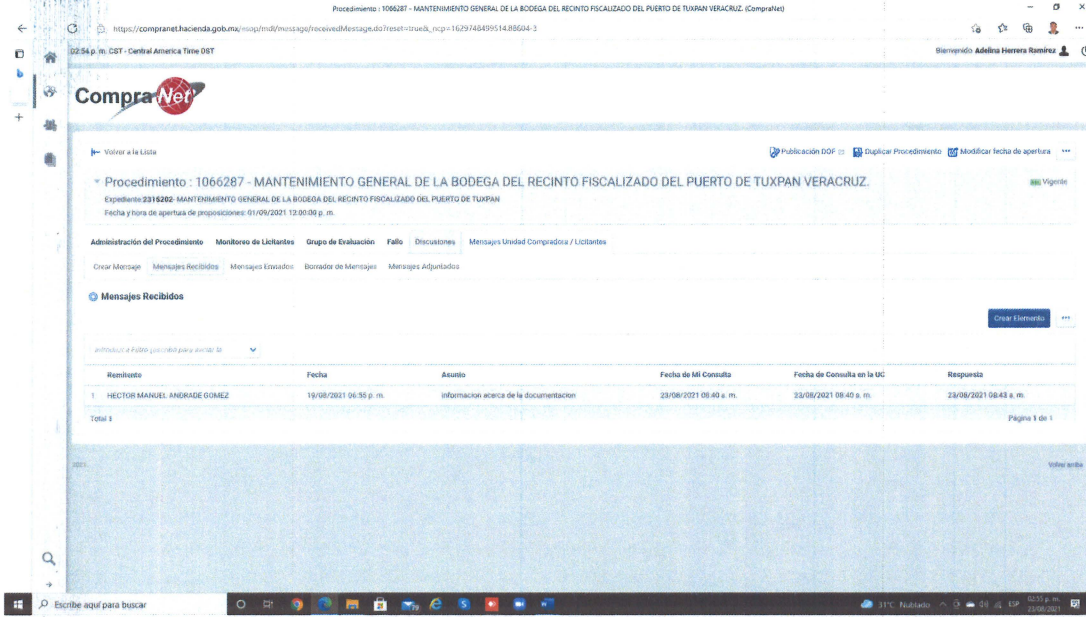 Procedimiento : 1066287 - MANTENIMIENTO GENERAL DE LA BODEGA DEL RECINTO FISCALIZADO DEL PUERTO DE TUXPAN VERACRUZ. (CompraNet)
https://compranet.hacienda.gob.mx/esop/mdl/message/receivedMessage.do?reset=true&_ncp=1629748499514.88604-3
02:54 p. m. CST - Central America Time DST
Bienvenido Adelina Herrera Ramirez
CompraNet
Volver a la Lista
Publicación DOF
Duplicar Procedimiento
Modificar fecha de apertura
Procedimiento : 1066287 - MANTENIMIENTO GENERAL DE LA BODEGA DEL RECINTO FISCALIZADO DEL PUERTO DE TUXPAN VERACRUZ.
Vigente
Expediente:2315202- MANTENIMIENTO GENERAL DE LA BODEGA DEL RECINTO FISCALIZADO DEL PUERTO DE TUXPAN
Fecha y hora de apertura de proposiciones: 01/09/2021 12:00:00 p. m.
Administración del Procedimiento Monitoreo de Licitantes Grupo de Evaluación Fallo Discusiones Mensajes Unidad Compradora / Licitantes
Crear Mensaje Mensajes Recibidos Mensajes Enviados Borrador de Mensajes Mensajes Adjuntados
Mensajes Recibidos
Crear Elemento
Remitente Fecha Asunto Fecha de Mi Consulta Fecha de Consulta en la UC Respuesta
1 HECTOR MANUEL ANDRADE GOMEZ 19/08/2021 06:55 p. m. informacion acerca de la documentacion 23/08/2021 08:40 a. m. 23/08/2021 08:40 a. m. 23/08/2021 08:43 a. m.
Total 1
Página 1 de 1
2021
Volver arriba
Escribe aquí para buscar
31°C Nublado
ESP
02:55 p. m.
23/08/2021